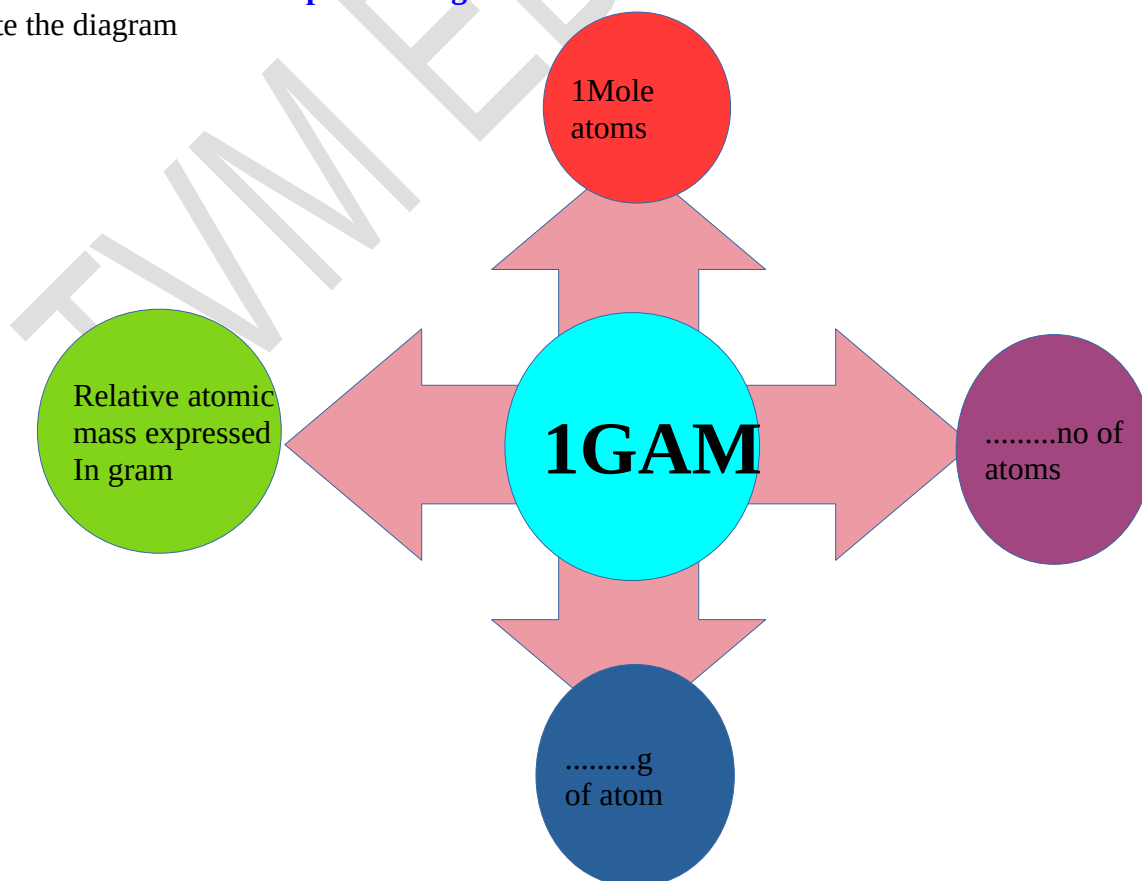 te the diagram
1Mole
atoms
Relative atomic
mass expressed
In gram
1GAM
.........no of
atoms
.........g
of atom